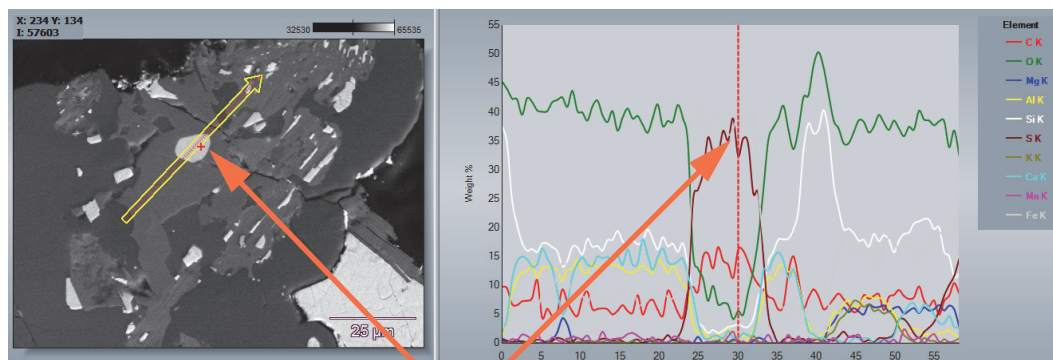 X: 234 Y: 134
I: 57603
32530
65535
25 µm
55
50
45
40
35
30
25
20
15
10
5
0
Weight %
0 5 10 15 20 25 30 35 40 45 50 55
Element
C K
O K
Mg K
Al K
Si K
S K
K K
Ca K
Mn K
Fe K